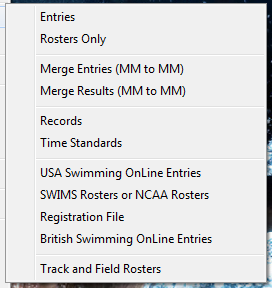 Entries
Rosters Only
Merge Entries (MM to MM)
Merge Results (MM to MM)
Records
Time Standards
USA Swimming OnLine Entries
SWIMS Rosters or NCAA Rosters
Registration File
British Swimming OnLine Entries
Track and Field Rosters